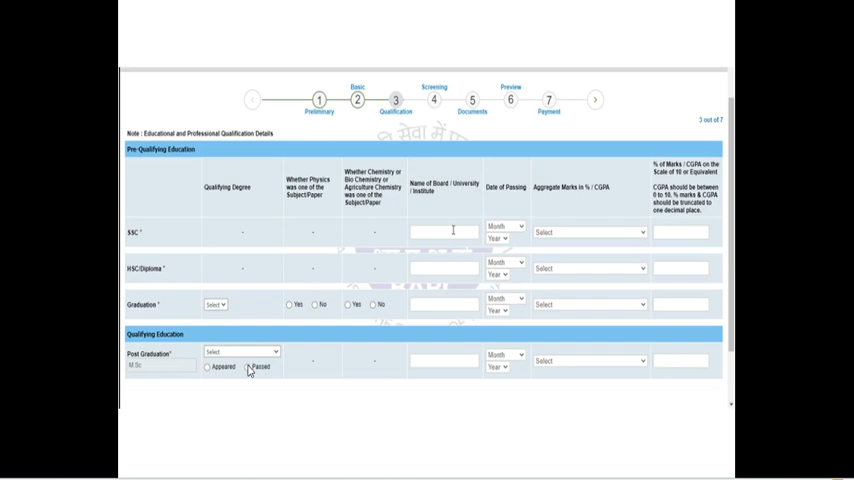 Basic Screening Preview
1 2 3 4 5 6 7
Preliminary Qualification Documents Payment
3 out of 7
Note : Educational and Professional Qualification Details
सेवा में
Pre-Qualifying Education
Qualifying Degree
Whether Physics
was one of the
Subject/Paper
Whether Chemistry or
Bio Chemistry or
Agriculture Chemistry
was one of the
Subject/Paper
Name of Board / University
/ Institute
Date of Passing
Aggregate Marks in % / CGPA
% of Marks / CGPA on the
Scale of 10 or Equivalent
CGPA should be between
0 to 10. % marks & CGPA
should be truncated to
one decimal place.
SSC * - - - Month Year Select
HSC/Diploma * - - - Month Year Select
Graduation * Select Yes No Yes No Month Year Select
Qualifying Education
Post Graduation* Select - - Month Year Select
M.Sc Appeared Passed